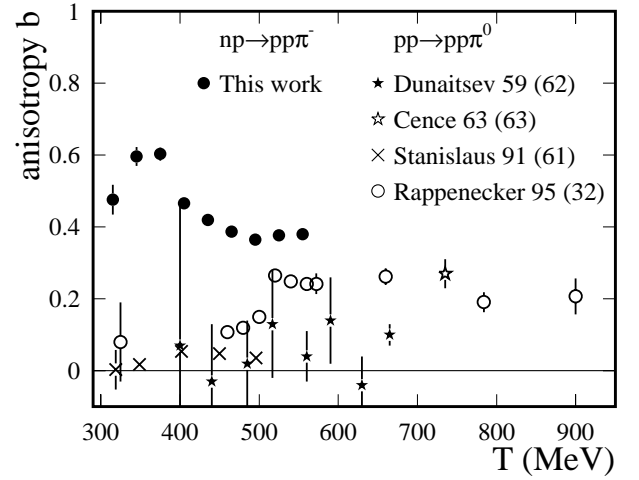 anisotropy b
1
0.8
0.6
0.4
0.2
0
np→ppπ⁻
This work
pp→ppπ⁰
Dunaitsev 59 (62)
Cence 63 (63)
Stanislaus 91 (61)
Rappenecker 95 (32)
300 400 500 600 700 800 900
T (MeV)